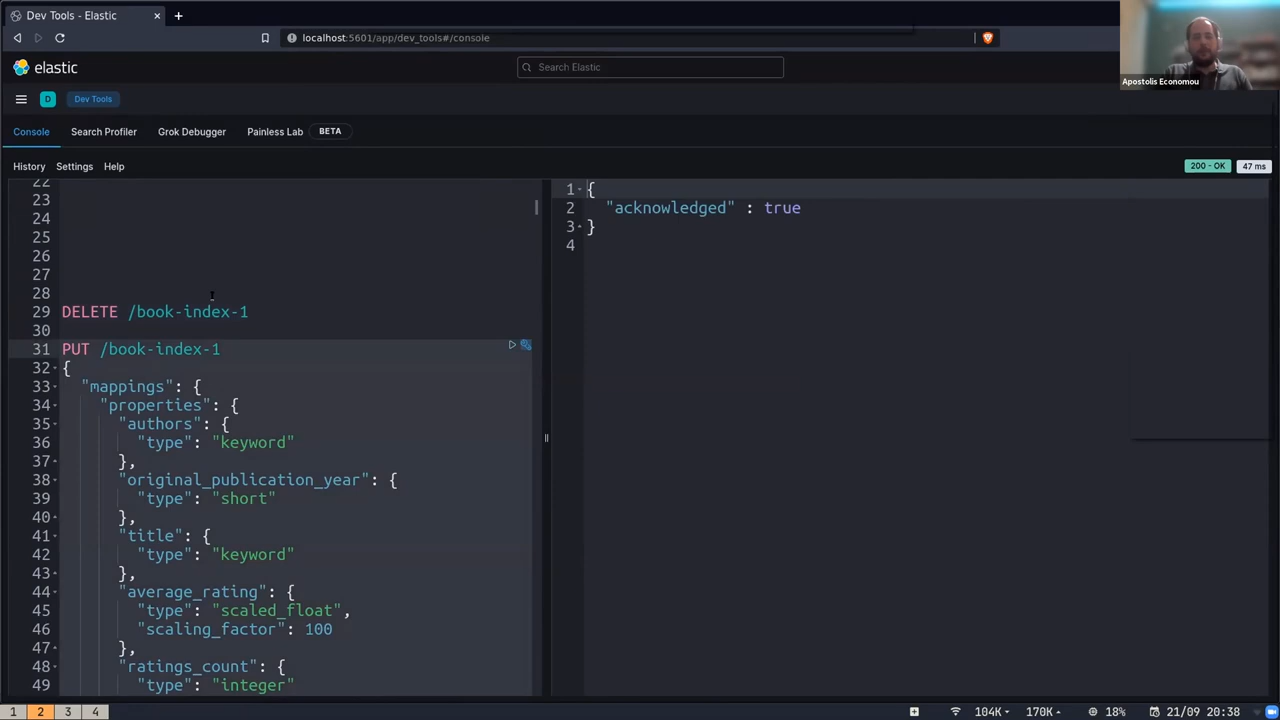 Dev Tools - Elastic
localhost:5601/app/dev_tools#/console
Apostolis Economou
elastic
Search Elastic
D
Dev Tools
Console
Search Profiler
Grok Debugger
Painless Lab
BETA
History
Settings
Help
200 - OK
47 ms
22
23
24
25
26
27
28
29 DELETE /book-index-1
30
31 PUT /book-index-1
32 {
33 "mappings": {
34 "properties": {
35 "authors": {
36 "type": "keyword"
37 },
38 "original_publication_year": {
39 "type": "short"
40 },
41 "title": {
42 "type": "keyword"
43 },
44 "average_rating": {
45 "type": "scaled_float",
46 "scaling_factor": 100
47 },
48 "ratings_count": {
49 "type": "integer"
1 {
2 "acknowledged" : true
3 }
4
1 2 3 4
104K 170K 18% 21/09 20:38